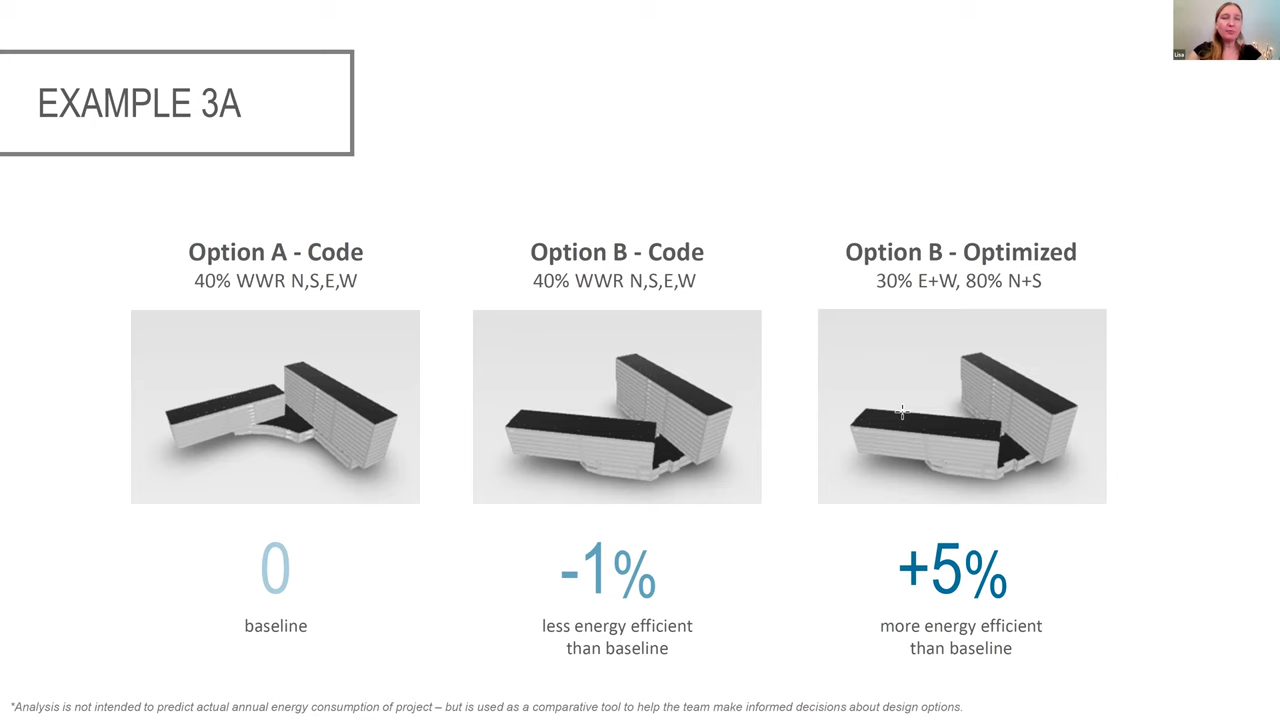 Lisa
EXAMPLE 3A
Option A - Code
40% WWR N,S,E,W
0
baseline
Option B - Code
40% WWR N,S,E,W
-1%
less energy efficient
than baseline
Option B - Optimized
30% E+W, 80% N+S
+5%
more energy efficient
than baseline
*Analysis is not intended to predict actual annual energy consumption of project – but is used as a comparative tool to help the team make informed decisions about design options.